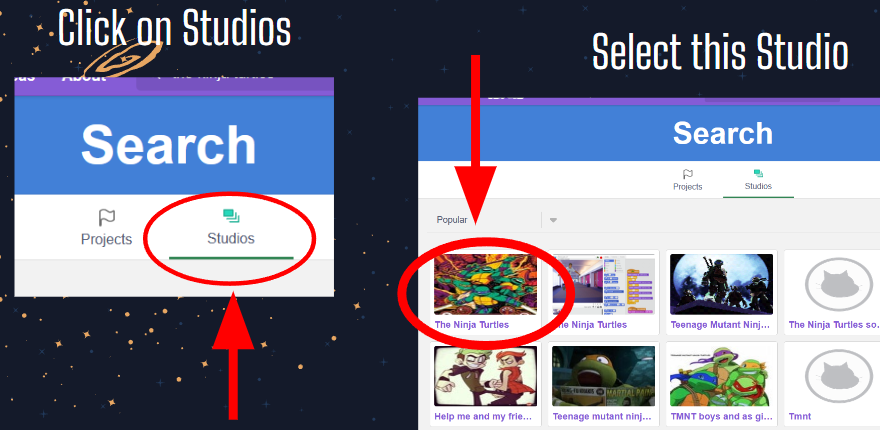 Click on Studios
About
Search
Projects
Studios
Select this Studio
Search
Projects
Studios
Popular
The Ninja Turtles
The Ninja Turtles
Teenage Mutant Ninj...
The Ninja Turtles so...
Help me and my frie...
Teenage mutant ninj...
TMNT boys and as gi...
Tmnt